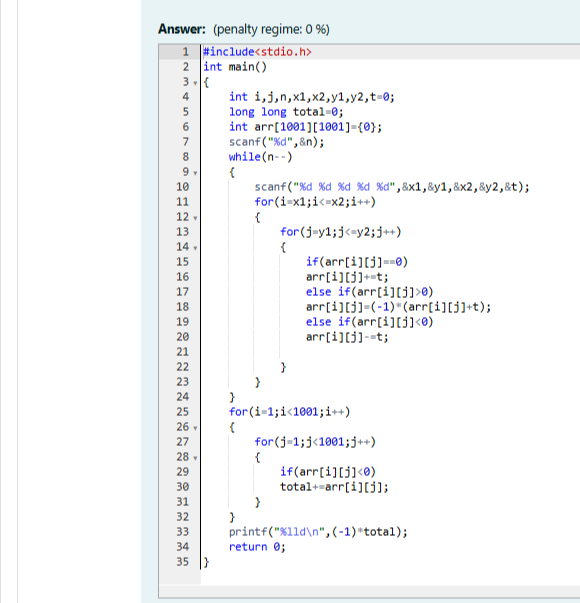 Answer: (penalty regime: 0 %)
1 #include<stdio.h>
2 int main()
3 {
4     int i,j,n,x1,x2,y1,y2,t=0;
5     long long total=0;
6     int arr[1001][1001]={0};
7     scanf("%d",&n);
8     while(n--)
9     {
10         scanf("%d %d %d %d %d",&x1,&y1,&x2,&y2,&t);
11         for(i=x1;i<=x2;i++)
12         {
13             for(j=y1;j<=y2;j++)
14             {
15                 if(arr[i][j]==0)
16                 arr[i][j]+=t;
17                 else if(arr[i][j]>0)
18                 arr[i][j]=(-1)*(arr[i][j]+t);
19                 else if(arr[i][j]<0)
20                 arr[i][j]-=t;
21
22             }
23         }
24     }
25     for(i=1;i<1001;i++)
26     {
27         for(j=1;j<1001;j++)
28         {
29             if(arr[i][j]<0)
30             total+=arr[i][j];
31         }
32     }
33     printf("%lld\n",(-1)*total);
34     return 0;
35 }